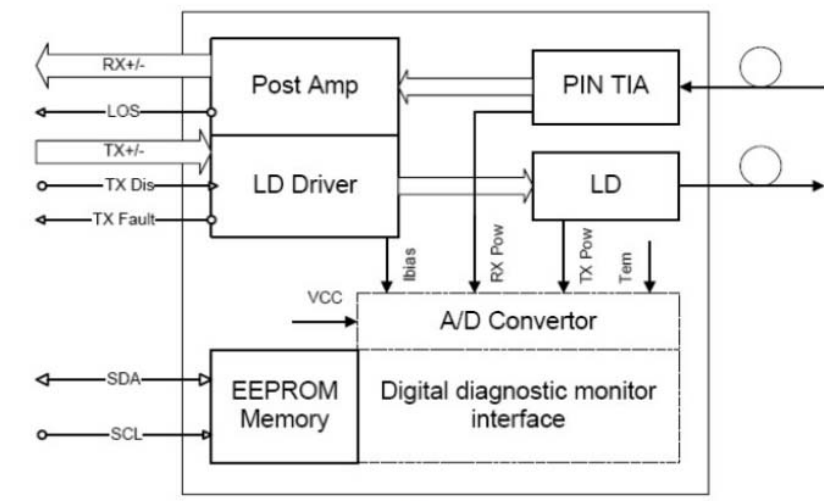 RX+/-
Post Amp
PIN TIA
LOS
TX+/-
TX Dis
LD Driver
LD
TX Fault
Ibias
RX Pow
TX Pow
Tem
VCC
A/D Convertor
SDA
EEPROM
Memory
Digital diagnostic monitor
interface
SCL